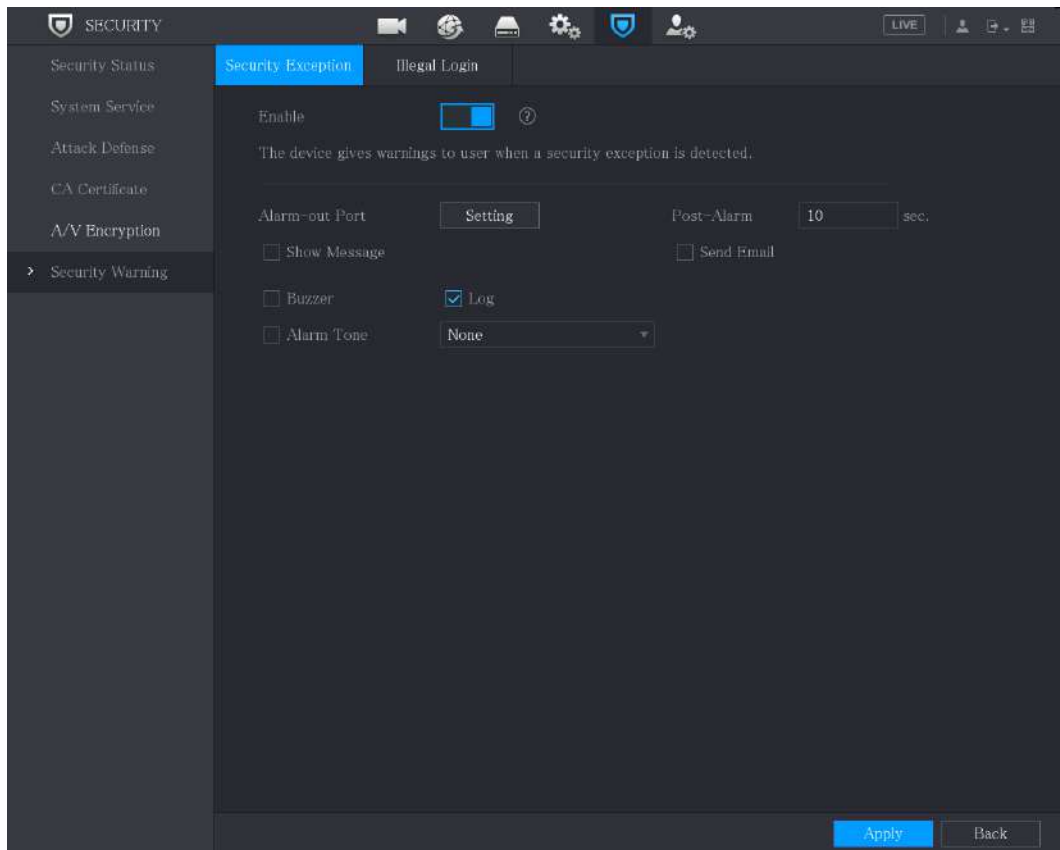 SECURITY
LIVE
Security Status
System Service
Attack Defense
CA Certificate
A/V Encryption
> Security Warning
Security Exception Illegal Login
Enable ?
The device gives warnings to user when a security exception is detected.
Alarm-out Port Setting Post-Alarm 10 sec.
Show Message Send Email
Buzzer Log
Alarm Tone None
Apply Back